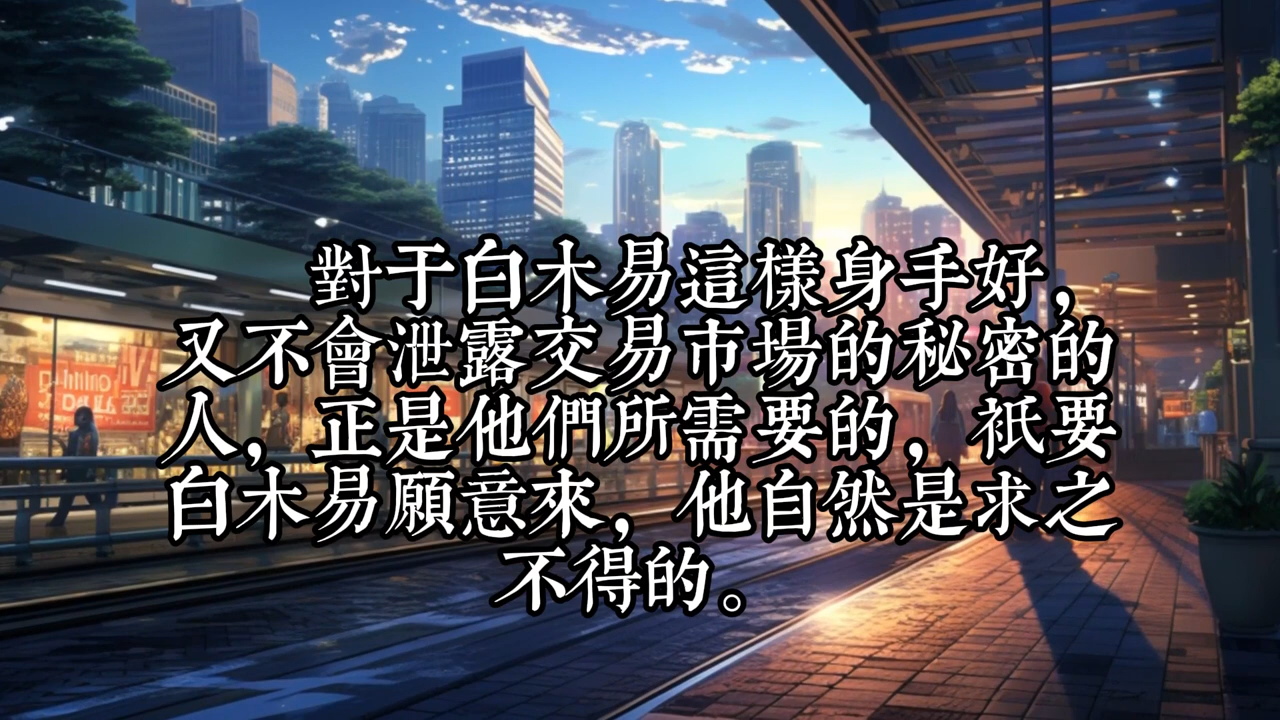 對于白木易這樣身手好，
又不會泄露交易市場的秘密的
人，正是他們所需要的，祇要
白木易願意來，他自然是求之
不得的。